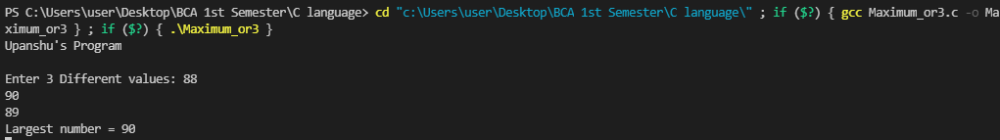 PS C:\Users\user\Desktop\BCA 1st Semester\C language> cd "c:\Users\user\Desktop\BCA 1st Semester\C language\" ; if ($?) { gcc Maximum_or3.c -o Ma
ximum_or3 } ; if ($?) { .\Maximum_or3 }
Upanshu's Program
Enter 3 Different values: 88
90
89
Largest number = 90